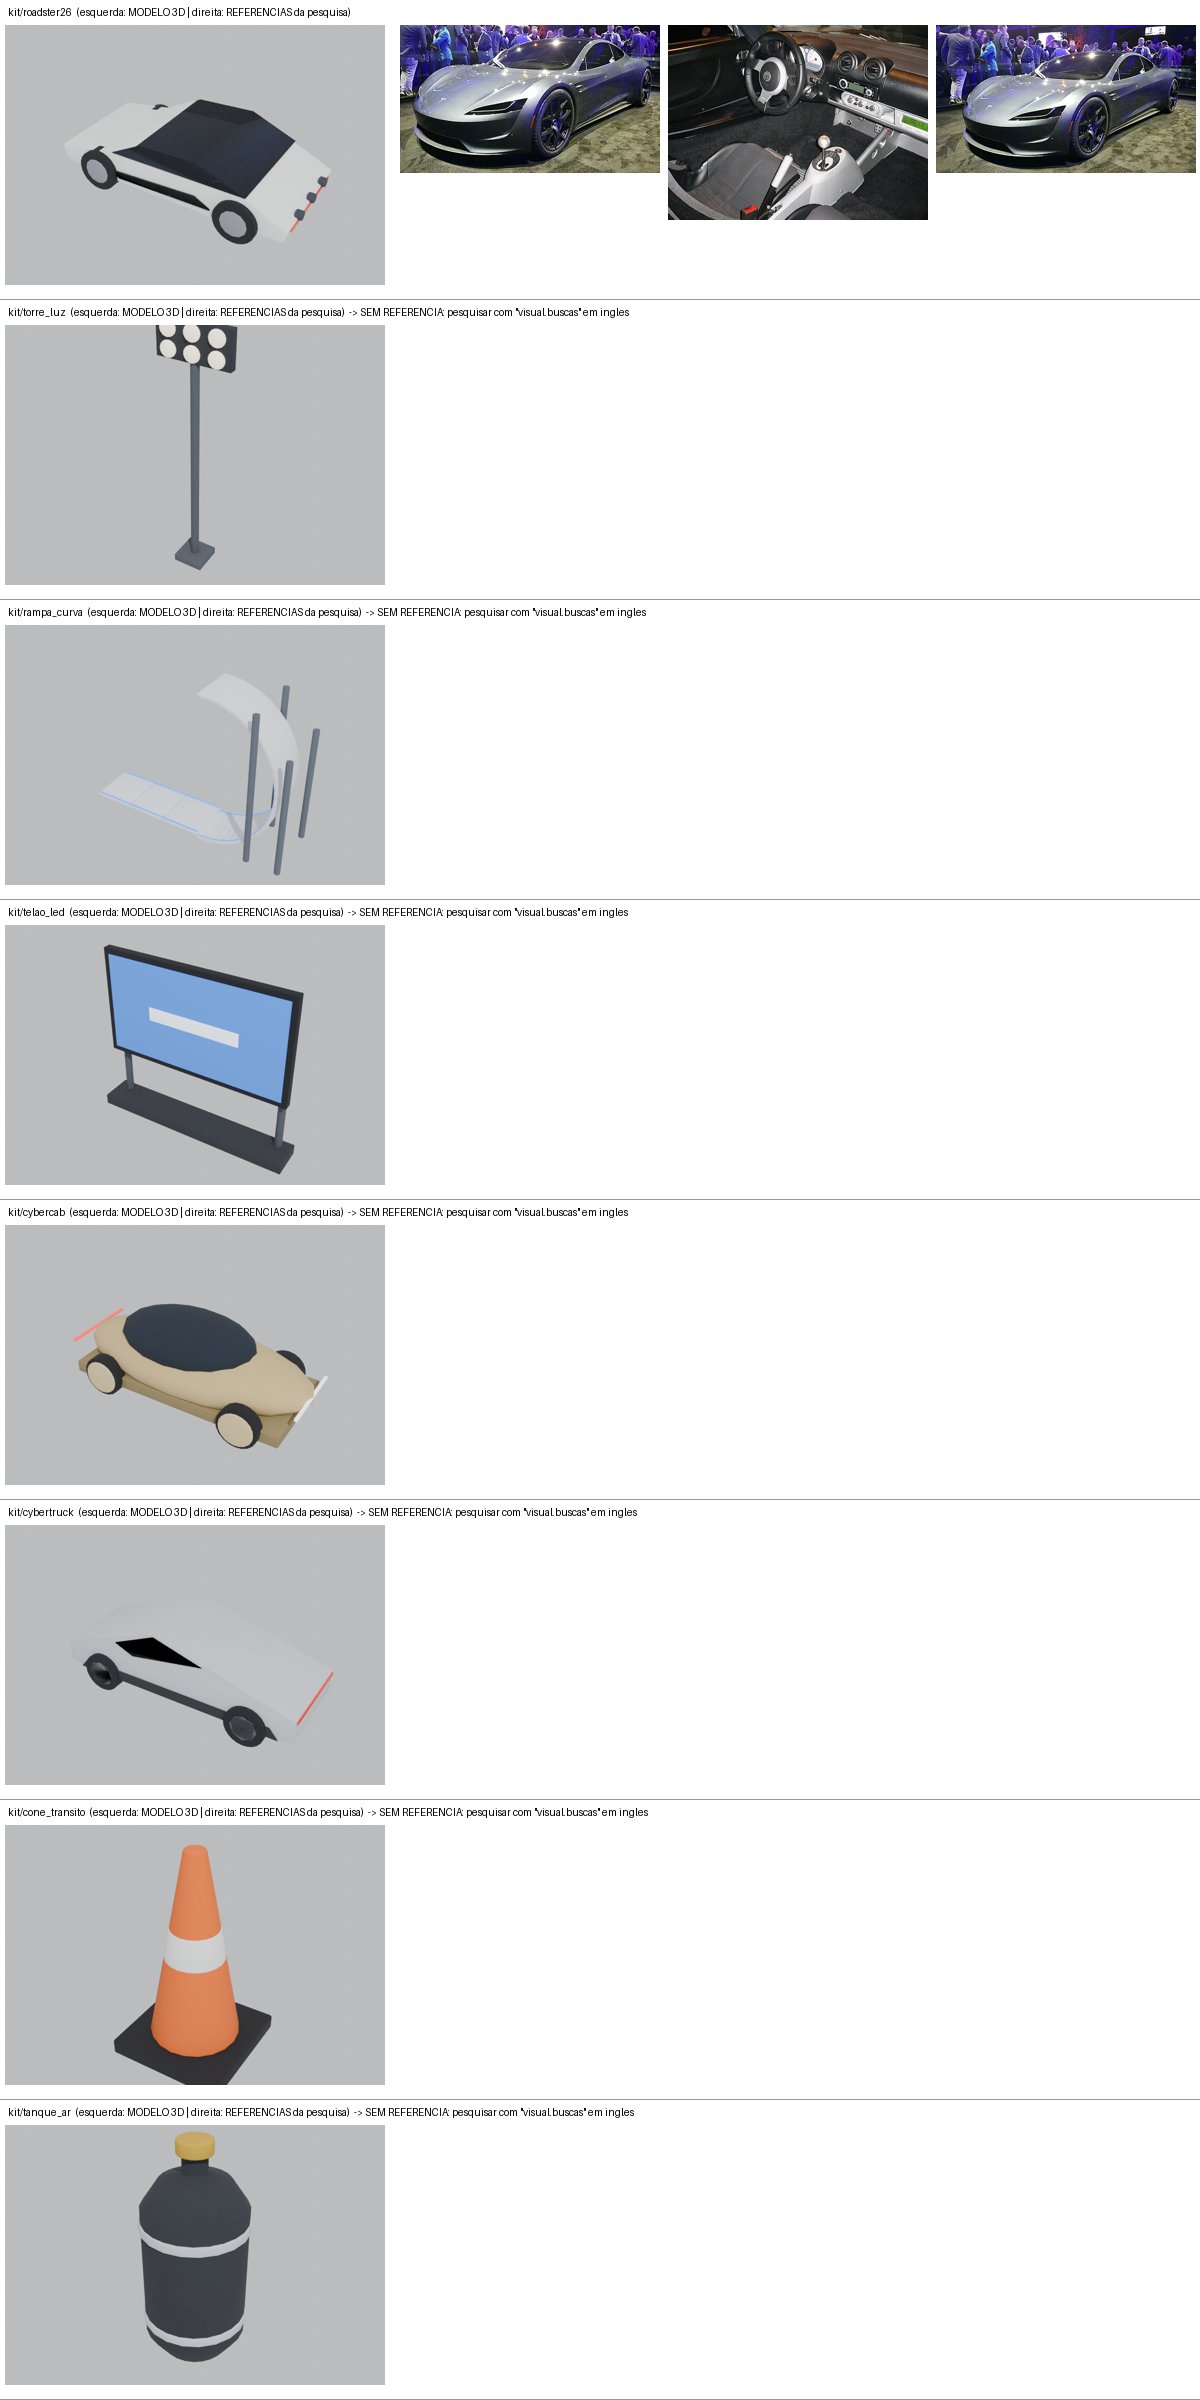 kit/roadster26 (esquerda: MODELO 3D | direita: REFERENCIAS da pesquisa)
kit/torre_luz (esquerda: MODELO 3D | direita: REFERENCIAS da pesquisa) -> SEM REFERENCIA: pesquisar com "visual.buscas" em ingles
kit/rampa_curva (esquerda: MODELO 3D | direita: REFERENCIAS da pesquisa) -> SEM REFERENCIA: pesquisar com "visual.buscas" em ingles
kit/telao_led (esquerda: MODELO 3D | direita: REFERENCIAS da pesquisa) -> SEM REFERENCIA: pesquisar com "visual.buscas" em ingles
kit/cybercab (esquerda: MODELO 3D | direita: REFERENCIAS da pesquisa) -> SEM REFERENCIA: pesquisar com "visual.buscas" em ingles
kit/cybertruck (esquerda: MODELO 3D | direita: REFERENCIAS da pesquisa) -> SEM REFERENCIA: pesquisar com "visual.buscas" em ingles
kit/cone_transito (esquerda: MODELO 3D | direita: REFERENCIAS da pesquisa) -> SEM REFERENCIA: pesquisar com "visual.buscas" em ingles
kit/tanque_ar (esquerda: MODELO 3D | direita: REFERENCIAS da pesquisa) -> SEM REFERENCIA: pesquisar com "visual.buscas" em ingles